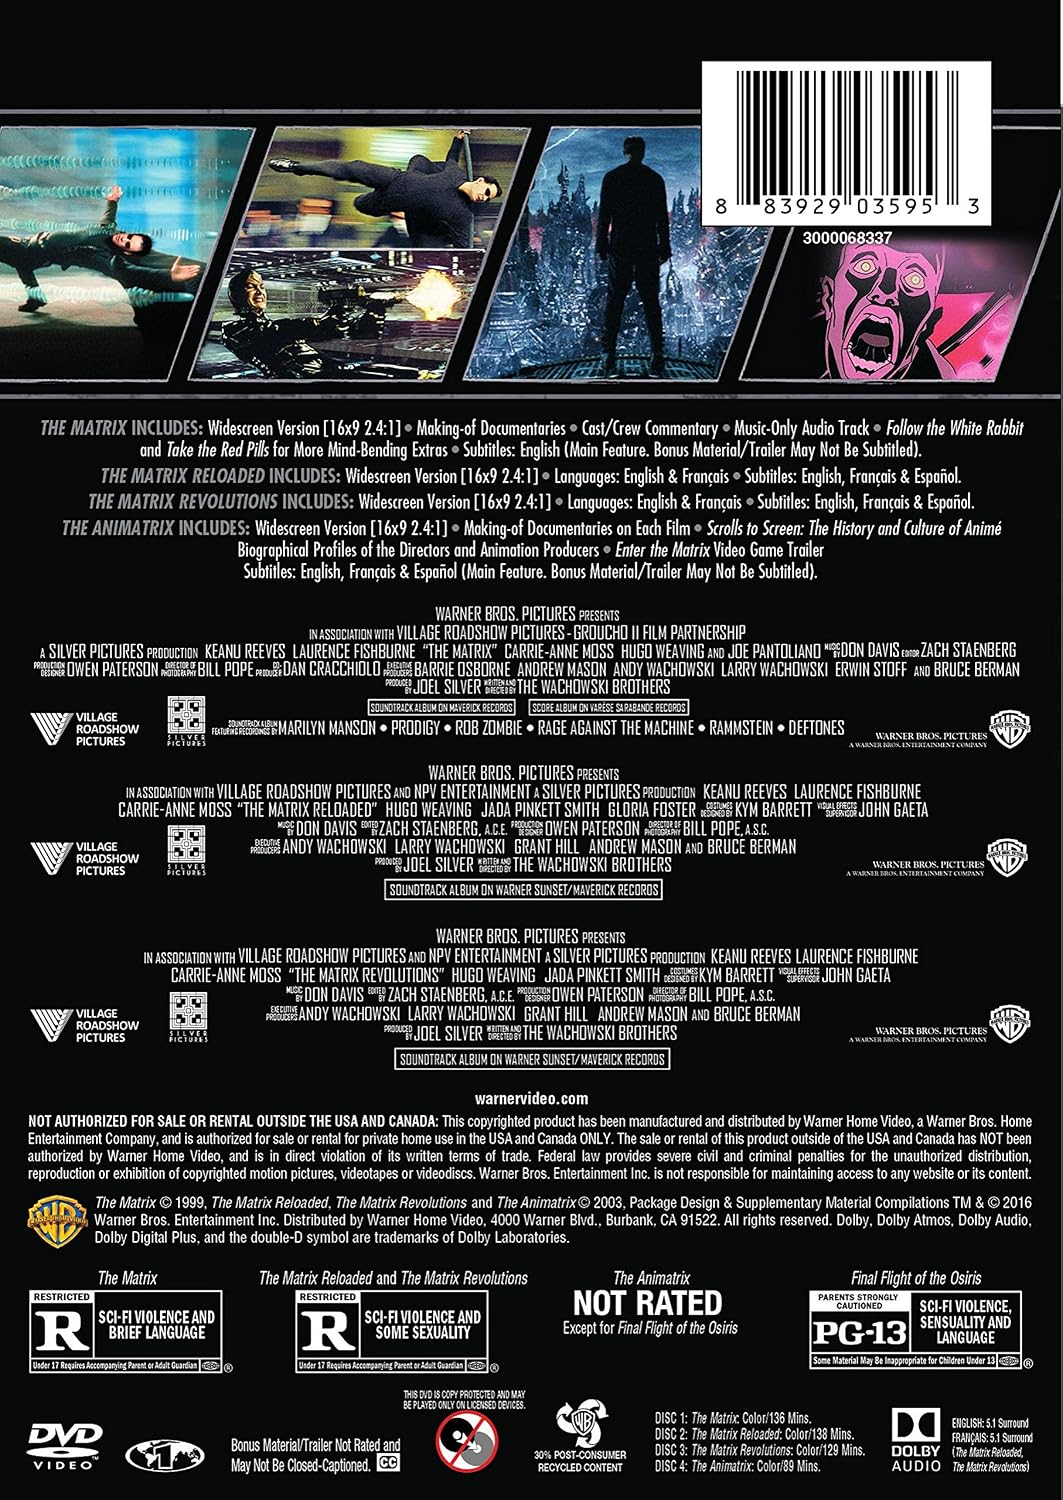 8 83929 03595 3
3000068337
THE MATRIX INCLUDES: Widescreen Version [16x9 2.4:1] • Making-of Documentaries • Cast/Crew Commentary • Music-Only Audio Track • Follow the White Rabbit
and Take the Red Pills for More Mind-Bending Extras • Subtitles: English (Main Feature. Bonus Material/Trailer May Not Be Subtitled).
THE MATRIX RELOADED INCLUDES: Widescreen Version [16x9 2.4:1] • Languages: English & Français • Subtitles: English, Français & Español.
THE MATRIX REVOLUTIONS INCLUDES: Widescreen Version [16x9 2.4:1] • Languages: English & Français • Subtitles: English, Français & Español.
THE ANIMATRIX INCLUDES: Widescreen Version [16x9 2.4:1] • Making-of Documentaries on Each Film • Scrolls to Screen: The History and Culture of Animé
Biographical Profiles of the Directors and Animation Producers • Enter the Matrix Video Game Trailer
Subtitles: English, Français & Español (Main Feature. Bonus Material/Trailer May Not Be Subtitled).
WARNER BROS. PICTURES PRESENTS
IN ASSOCIATION WITH VILLAGE ROADSHOW PICTURES - GROUCHO II FILM PARTNERSHIP
A SILVER PICTURES PRODUCTION KEANU REEVES LAURENCE FISHBURNE "THE MATRIX" CARRIE-ANNE MOSS HUGO WEAVING AND JOE PANTOLIANO MUSIC BY DON DAVIS EDITOR ZACH STAENBERG
PRODUCTION DESIGNER OWEN PATERSON DIRECTOR OF PHOTOGRAPHY BILL POPE CO-PRODUCER DAN CRACCHIOLO EXECUTIVE PRODUCERS BARRIE OSBORNE ANDREW MASON ANDY WACHOWSKI LARRY WACHOWSKI ERWIN STOFF AND BRUCE BERMAN
PRODUCED BY JOEL SILVER WRITTEN AND DIRECTED BY THE WACHOWSKI BROTHERS
SOUNDTRACK ALBUM ON MAVERICK RECORDS SCORE ALBUM ON VARÈSE SARABANDE RECORDS
SOUNDTRACK ALBUM FEATURING RECORDINGS BY MARILYN MANSON • PRODIGY • ROB ZOMBIE • RAGE AGAINST THE MACHINE • RAMMSTEIN • DEFTONES
VILLAGE
ROADSHOW
PICTURES
SILVER
PICTURES
WARNER BROS. PICTURES
A WARNER BROS. ENTERTAINMENT COMPANY
WARNER BROS. PICTURES PRESENTS
IN ASSOCIATION WITH VILLAGE ROADSHOW PICTURES AND NPV ENTERTAINMENT A SILVER PICTURES PRODUCTION KEANU REEVES LAURENCE FISHBURNE
CARRIE-ANNE MOSS "THE MATRIX RELOADED" HUGO WEAVING JADA PINKETT SMITH GLORIA FOSTER COSTUMES DESIGNED BY KYM BARRETT VISUAL EFFECTS SUPERVISOR JOHN GAETA
MUSIC BY DON DAVIS EDITED BY ZACH STAENBERG, A.C.E. PRODUCTION DESIGNER OWEN PATERSON DIRECTOR OF PHOTOGRAPHY BILL POPE, A.S.C.
EXECUTIVE PRODUCERS ANDY WACHOWSKI LARRY WACHOWSKI GRANT HILL ANDREW MASON AND BRUCE BERMAN
PRODUCED BY JOEL SILVER WRITTEN AND DIRECTED BY THE WACHOWSKI BROTHERS
SOUNDTRACK ALBUM ON WARNER SUNSET/MAVERICK RECORDS
VILLAGE
ROADSHOW
PICTURES
SILVER
PICTURES
WARNER BROS. PICTURES
A WARNER BROS. ENTERTAINMENT COMPANY
WARNER BROS. PICTURES PRESENTS
IN ASSOCIATION WITH VILLAGE ROADSHOW PICTURES AND NPV ENTERTAINMENT A SILVER PICTURES PRODUCTION KEANU REEVES LAURENCE FISHBURNE
CARRIE-ANNE MOSS "THE MATRIX REVOLUTIONS" HUGO WEAVING JADA PINKETT SMITH COSTUMES DESIGNED BY KYM BARRETT VISUAL EFFECTS SUPERVISOR JOHN GAETA
MUSIC BY DON DAVIS EDITED BY ZACH STAENBERG, A.C.E. PRODUCTION DESIGNER OWEN PATERSON DIRECTOR OF PHOTOGRAPHY BILL POPE, A.S.C.
EXECUTIVE PRODUCERS ANDY WACHOWSKI LARRY WACHOWSKI GRANT HILL ANDREW MASON AND BRUCE BERMAN
PRODUCED BY JOEL SILVER WRITTEN AND DIRECTED BY THE WACHOWSKI BROTHERS
SOUNDTRACK ALBUM ON WARNER SUNSET/MAVERICK RECORDS
VILLAGE
ROADSHOW
PICTURES
SILVER
PICTURES
WARNER BROS. PICTURES
A WARNER BROS. ENTERTAINMENT COMPANY
warnervideo.com
NOT AUTHORIZED FOR SALE OR RENTAL OUTSIDE THE USA AND CANADA: This copyrighted product has been manufactured and distributed by Warner Home Video, a Warner Bros. Home
Entertainment Company, and is authorized for sale or rental for private home use in the USA and Canada ONLY. The sale or rental of this product outside of the USA and Canada has NOT been
authorized by Warner Home Video, and is in direct violation of its written terms of trade. Federal law provides severe civil and criminal penalties for the unauthorized distribution,
reproduction or exhibition of copyrighted motion pictures, videotapes or videodiscs. Warner Bros. Entertainment Inc. is not responsible for maintaining access to any website or its content.
The Matrix © 1999, The Matrix Reloaded, The Matrix Revolutions and The Animatrix © 2003, Package Design & Supplementary Material Compilations TM & © 2016
Warner Bros. Entertainment Inc. Distributed by Warner Home Video, 4000 Warner Blvd., Burbank, CA 91522. All rights reserved. Dolby, Dolby Atmos, Dolby Audio,
Dolby Digital Plus, and the double-D symbol are trademarks of Dolby Laboratories.
The Matrix
RESTRICTED
R SCI-FI VIOLENCE AND
BRIEF LANGUAGE
Under 17 Requires Accompanying Parent or Adult Guardian ®
The Matrix Reloaded and The Matrix Revolutions
RESTRICTED
R SCI-FI VIOLENCE AND
SOME SEXUALITY
Under 17 Requires Accompanying Parent or Adult Guardian ®
The Animatrix
NOT RATED
Except for Final Flight of the Osiris
Final Flight of the Osiris
PARENTS STRONGLY
CAUTIONED
PG-13
SCI-FI VIOLENCE,
SENSUALITY AND
LANGUAGE
Some Material May Be Inappropriate for Children Under 13 ®
DVD
VIDEO™
1
Bonus Material/Trailer Not Rated and
May Not Be Closed-Captioned. CC
THIS DVD IS COPY PROTECTED AND MAY
BE PLAYED ONLY ON LICENSED DEVICES.
30% POST-CONSUMER
RECYCLED CONTENT
DISC 1: The Matrix: Color/136 Mins.
DISC 2: The Matrix Reloaded: Color/138 Mins.
DISC 3: The Matrix Revolutions: Color/129 Mins.
DISC 4: The Animatrix: Color/89 Mins.
DOLBY
AUDIO
ENGLISH: 5.1 Surround
FRANÇAIS: 5.1 Surround
(The Matrix Reloaded,
The Matrix Revolutions)